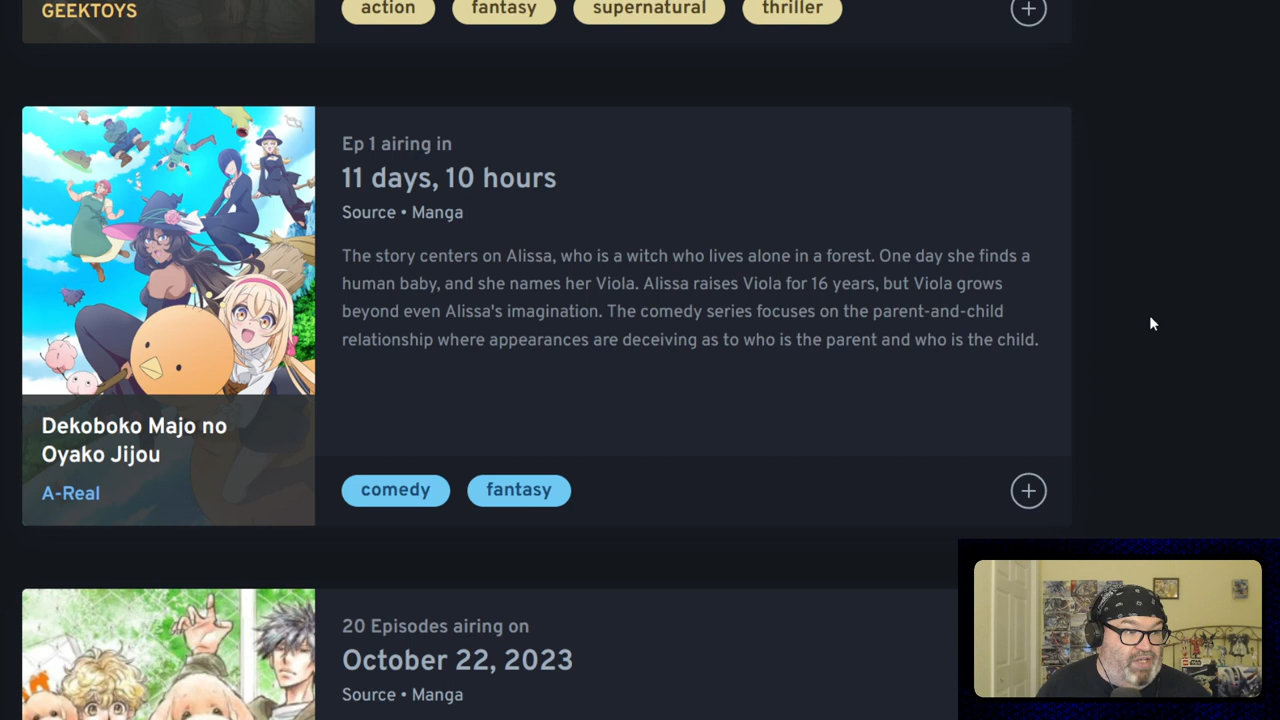 GEEKTOYS
action fantasy supernatural thriller
Ep 1 airing in
11 days, 10 hours
Source • Manga
The story centers on Alissa, who is a witch who lives alone in a forest. One day she finds a
human baby, and she names her Viola. Alissa raises Viola for 16 years, but Viola grows
beyond even Alissa's imagination. The comedy series focuses on the parent-and-child
relationship where appearances are deceiving as to who is the parent and who is the child.
Dekoboko Majo no
Oyako Jijou
A-Real
comedy fantasy
20 Episodes airing on
October 22, 2023
Source • Manga